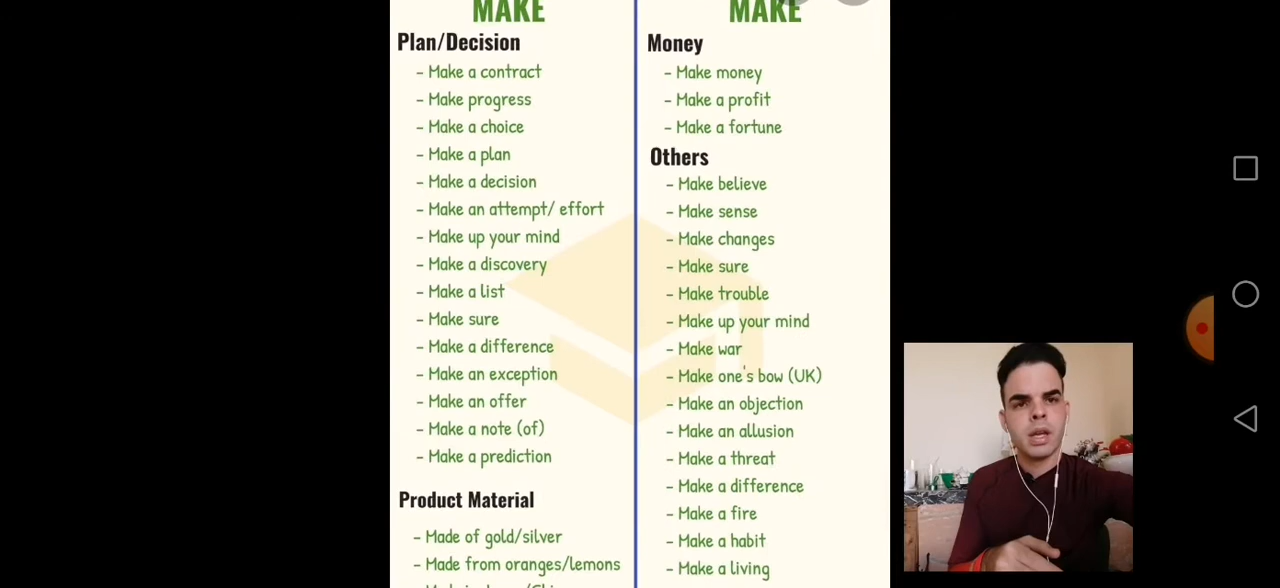 MAKE
Plan/Decision
- Make a contract
- Make progress
- Make a choice
- Make a plan
- Make a decision
- Make an attempt/ effort
- Make up your mind
- Make a discovery
- Make a list
- Make sure
- Make a difference
- Make an exception
- Make an offer
- Make a note (of)
- Make a prediction
Product Material
- Made of gold/silver
- Made from oranges/lemons
MAKE
Money
- Make money
- Make a profit
- Make a fortune
Others
- Make believe
- Make sense
- Make changes
- Make sure
- Make trouble
- Make up your mind
- Make war
- Make one's bow (UK)
- Make an objection
- Make an allusion
- Make a threat
- Make a difference
- Make a fire
- Make a habit
- Make a living